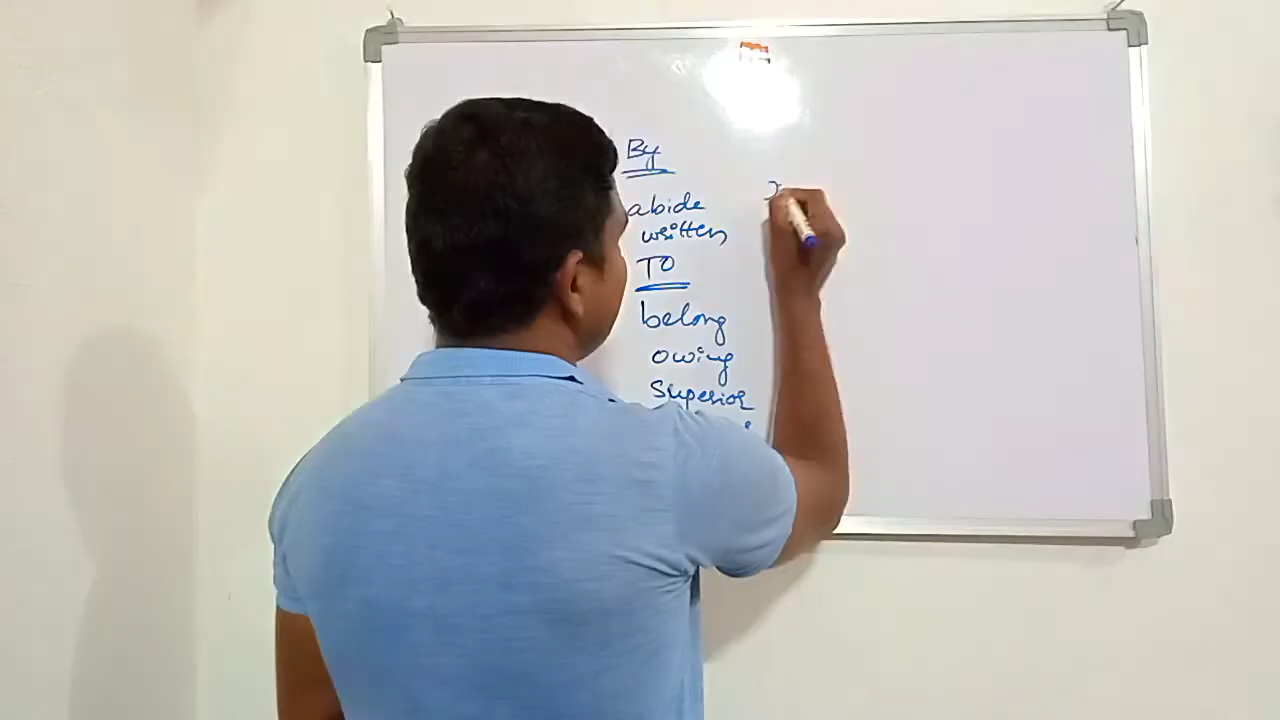 By
abide
written
TO
belong
owing
Superior